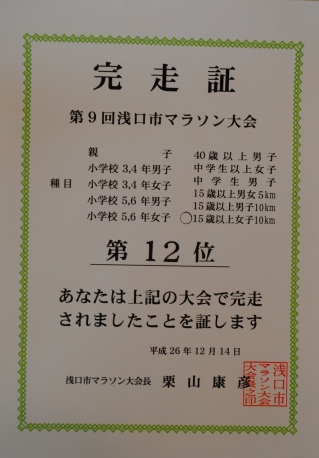 完走証
第9回浅口市マラソン大会
種目
親子
小学校3,4年男子
小学校3,4年女子
小学校5,6年男子
小学校5,6年女子
40歳以上男子
中学生以上女子
中学生男子
15歳以上男女5km
15歳以上男子10km
○15歳以上女子10km
第12位
あなたは上記の大会で完走
されましたことを証します
平成26年12月14日
浅口市マラソン大会長 栗山康彦
浅口市
マラソン大会
大会長之印